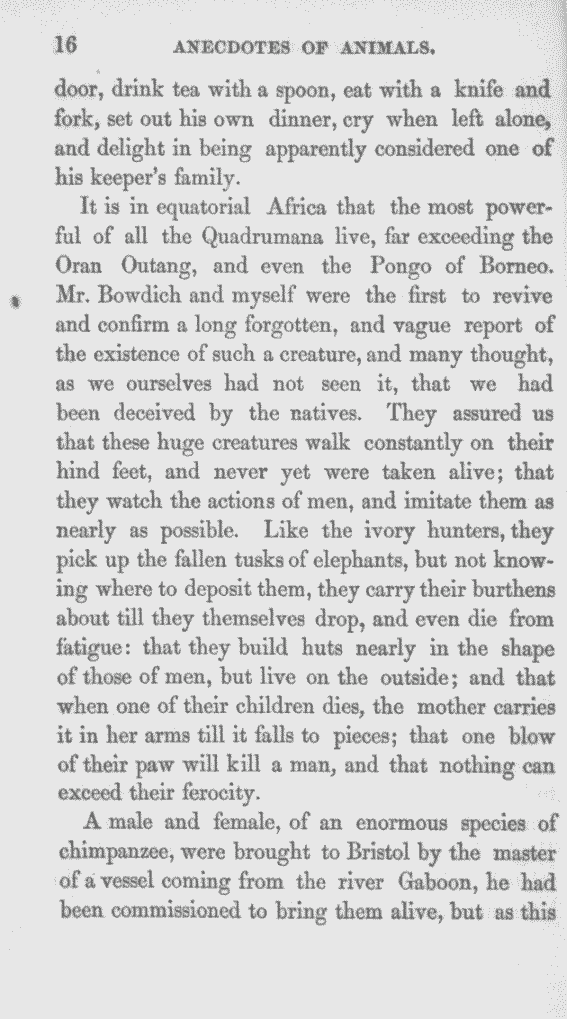 16 ANECDOTES OF ANIMALS.
door, drink tea with a spoon, eat with a knife and
fork, set out his own dinner, cry when left alone,
and delight in being apparently considered one of
his keeper's family.
It is in equatorial Africa that the most power-
ful of all the Quadrumana live, far exceeding the
Oran Outang, and even the Pongo of Borneo.
Mr. Bowdich and myself were the first to revive
and confirm a long forgotten, and vague report of
the existence of such a creature, and many thought,
as we ourselves had not seen it, that we had
been deceived by the natives. They assured us
that these huge creatures walk constantly on their
hind feet, and never yet were taken alive; that
they watch the actions of men, and imitate them as
nearly as possible. Like the ivory hunters, they
pick up the fallen tusks of elephants, but not know-
ing where to deposit them, they carry their burthens
about till they themselves drop, and even die from
fatigue: that they build huts nearly in the shape
of those of men, but live on the outside; and that
when one of their children dies, the mother carries
it in her arms till it falls to pieces; that one blow
of their paw will kill a man, and that nothing can
exceed their ferocity.
A male and female, of an enormous species of
chimpanzee, were brought to Bristol by the master
of a vessel coming from the river Gaboon, he had
been commissioned to bring them alive, but as this